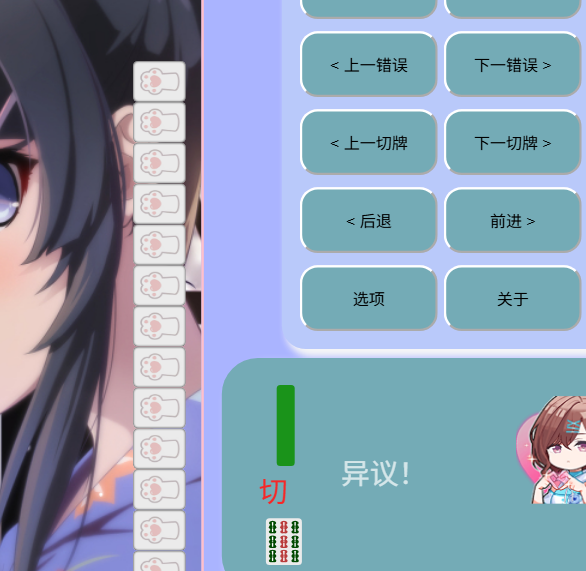 < 上一错误
下一错误 >
< 上一切牌
下一切牌 >
< 后退
前进 >
选项
关于
切
异议！